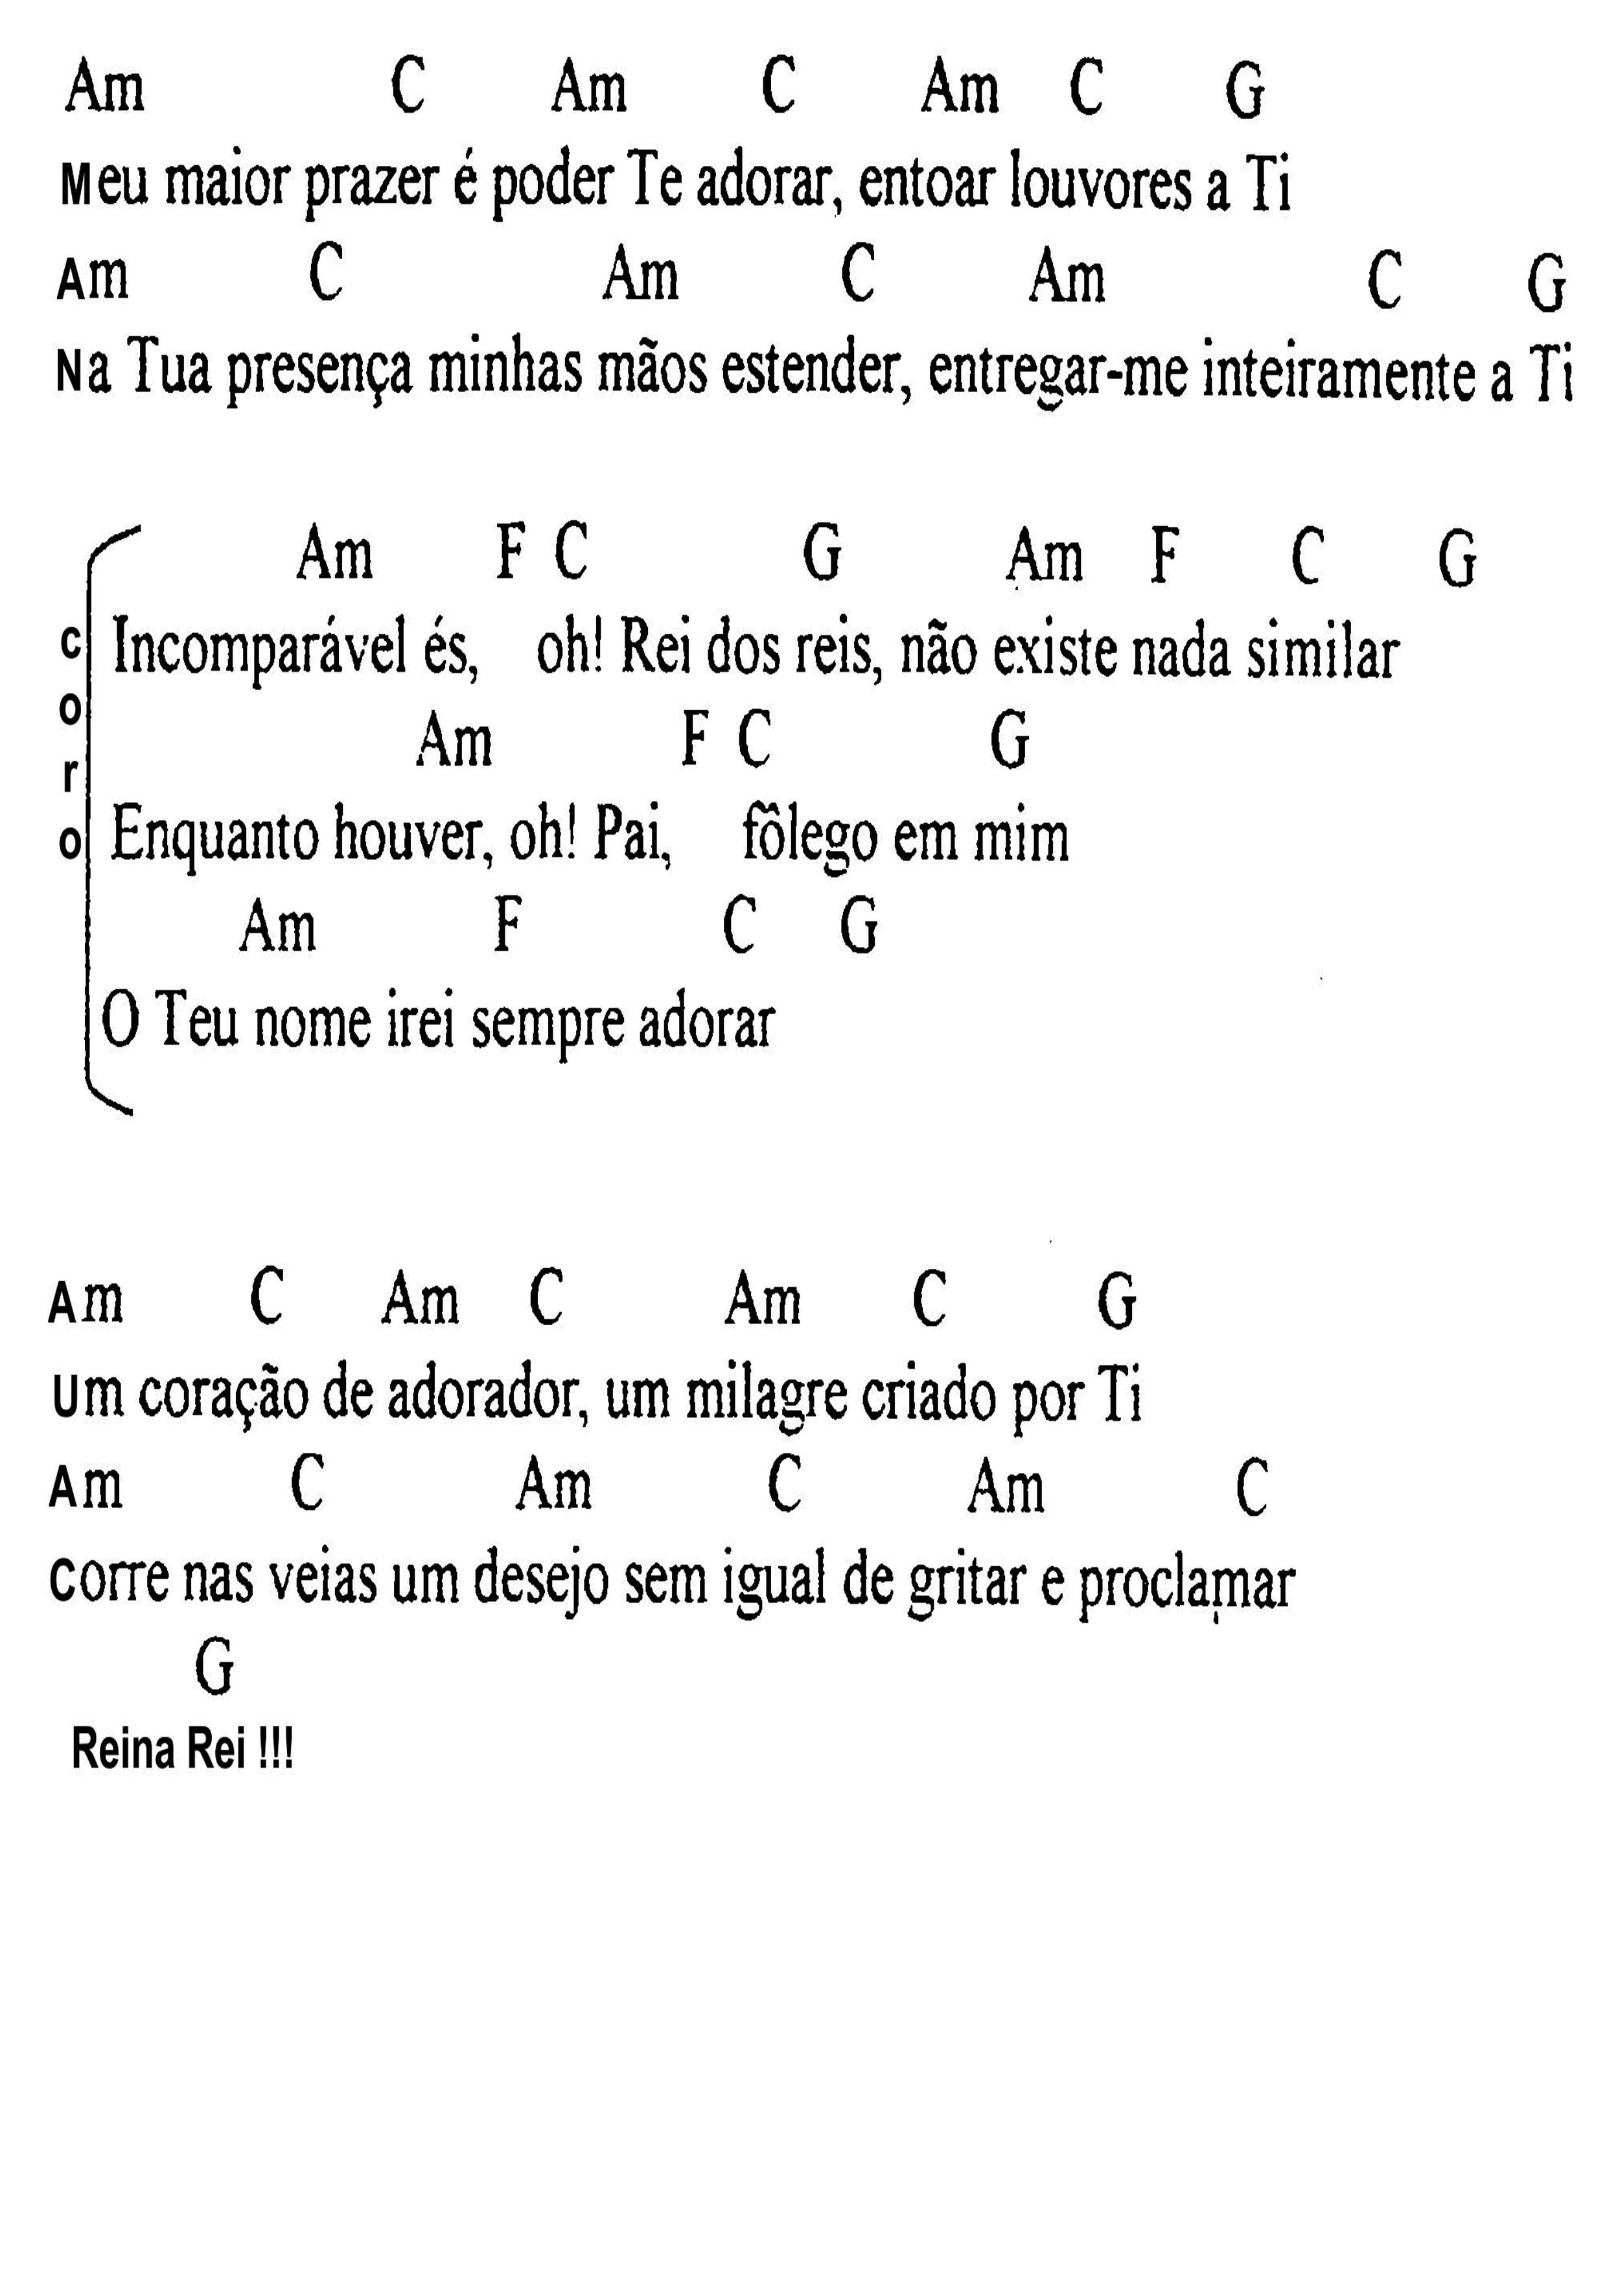 Am C Am C Am C G
Meu maior prazer é poder Te adorar, entoar louvores a Ti
Am C Am C Am C G
Na Tua presença minhas mãos estender, entregar-me inteiramente a Ti
coro
Am F C G Am F C G
Incomparável és, oh! Rei dos reis, não existe nada similar
Am F C G
Enquanto houver, oh! Pai, fôlego em mim
Am F C G
O Teu nome irei sempre adorar
Am C Am C Am C G
Um coração de adorador, um milagre criado por Ti
Am C Am C Am C
Corre nas veias um desejo sem igual de gritar e proclamar
G
Reina Rei !!!